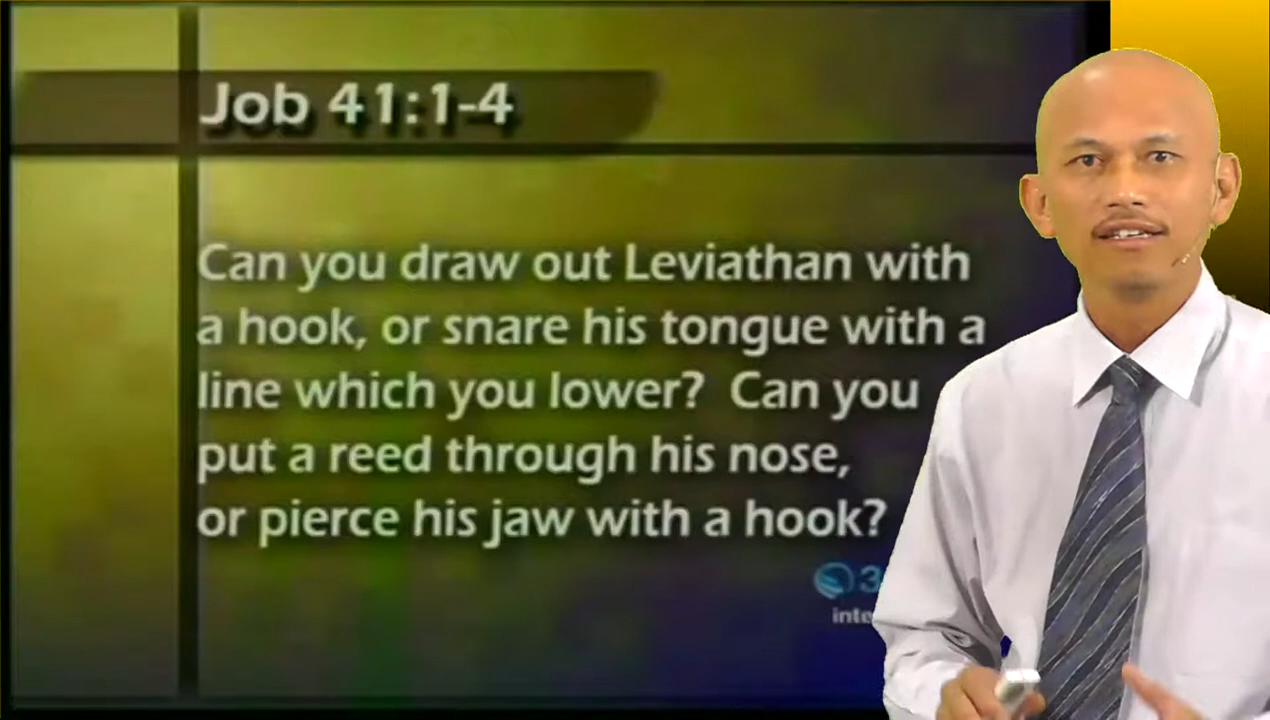 Job 41:1-4
Can you draw out Leviathan with
a hook, or snare his tongue with a
line which you lower? Can you
put a reed through his nose,
or pierce his jaw with a hook?